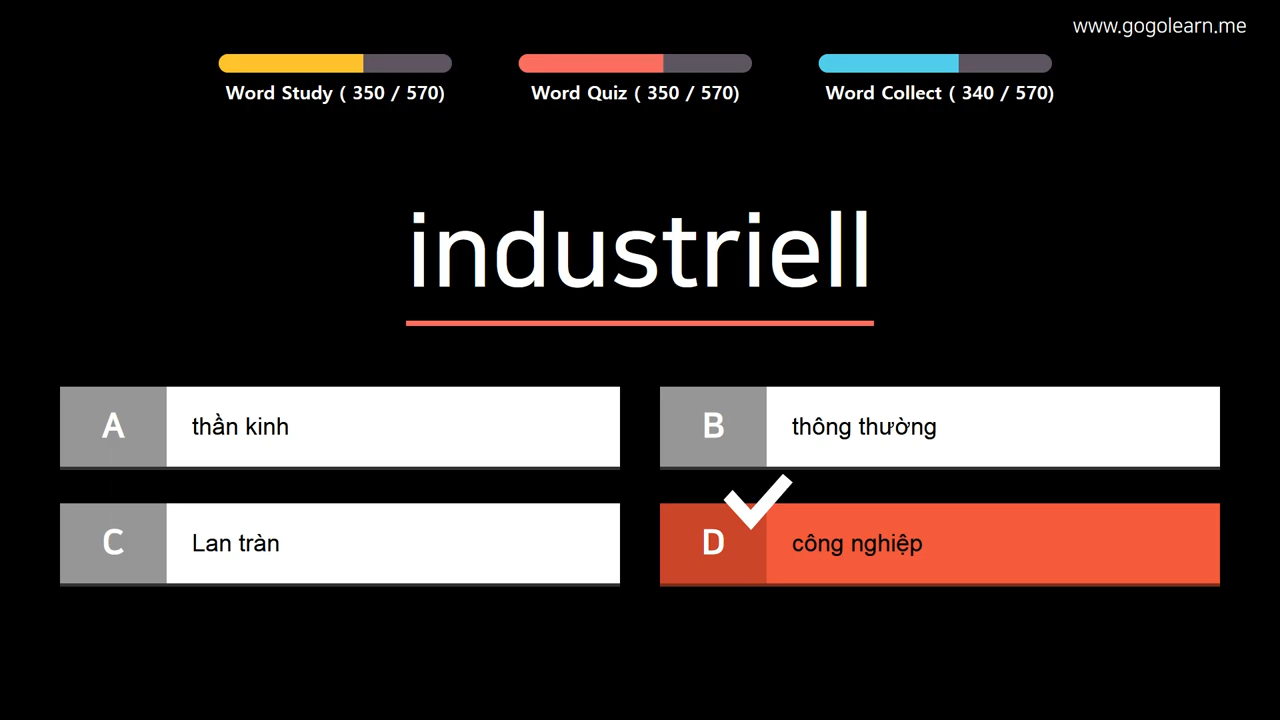 www.gogolearn.me
Word Study ( 350 / 570)
Word Quiz ( 350 / 570)
Word Collect ( 340 / 570)
industriell
A
thần kinh
B
thông thường
C
Lan tràn
D
công nghiệp